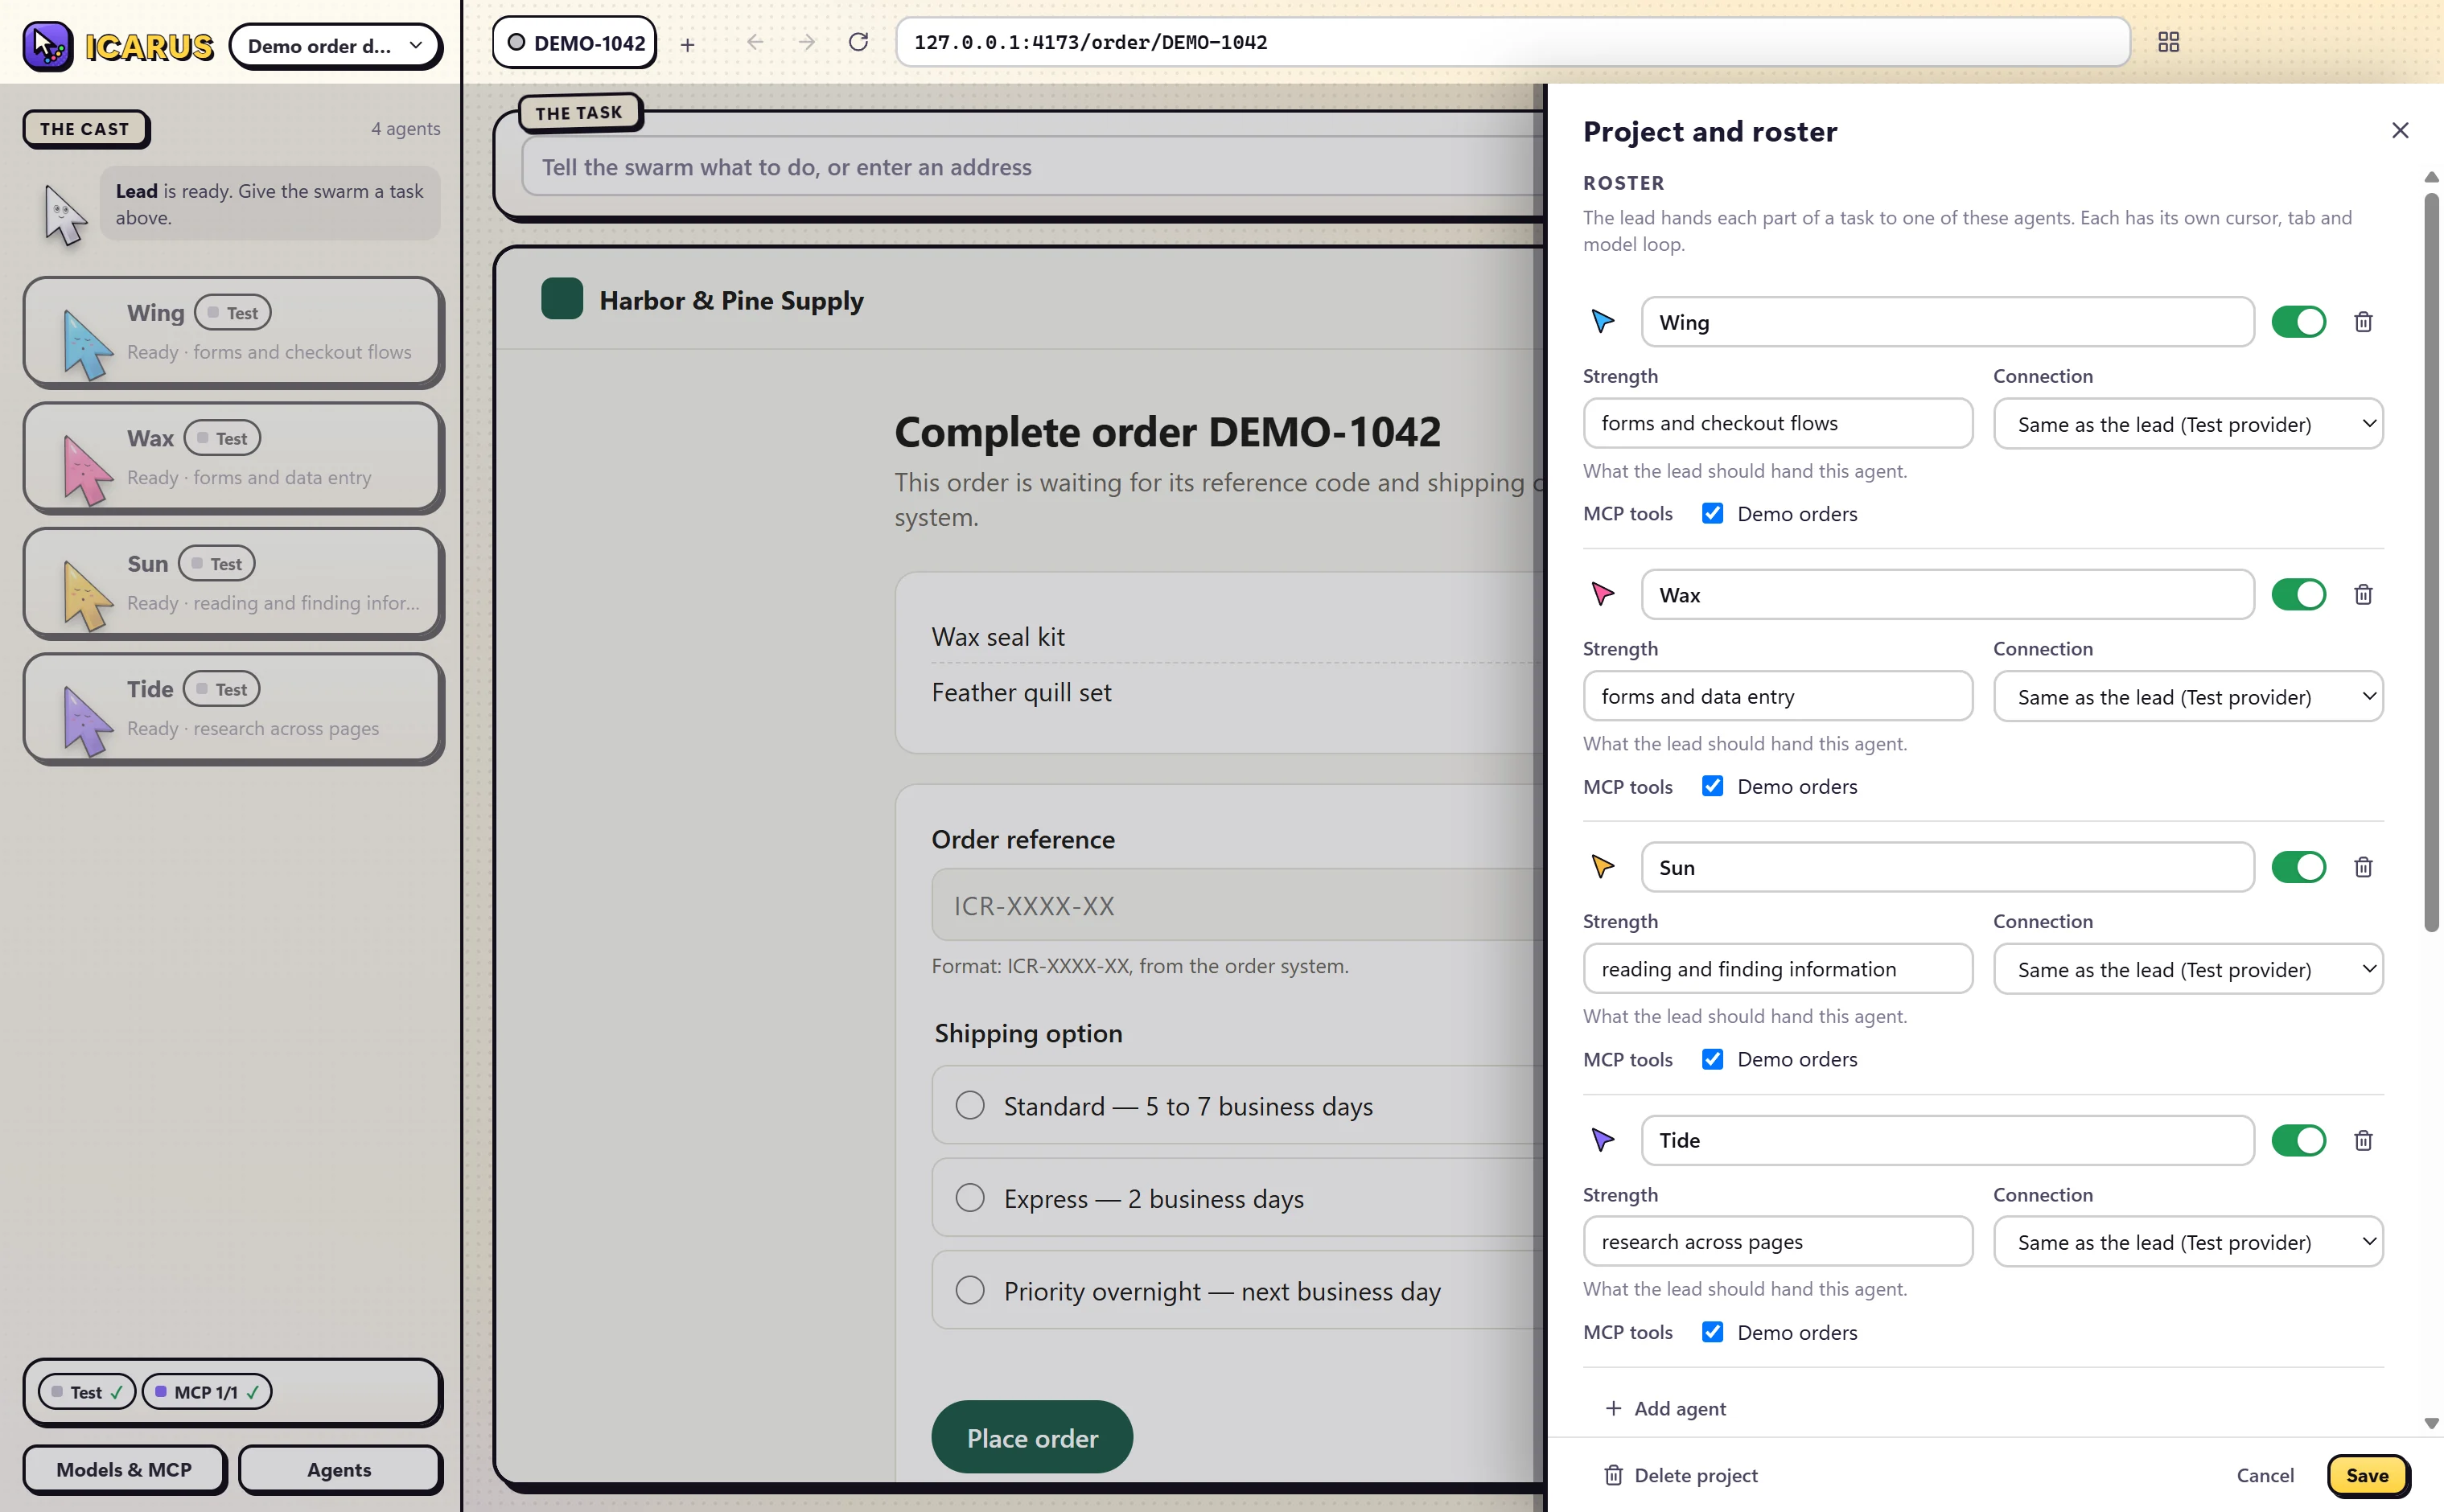 ICARUS
Demo order d...
DEMO-1042
127.0.0.1:4173/order/DEMO-1042
THE CAST
4 agents
Lead is ready. Give the swarm a task
above.
Wing
Test
Ready · forms and checkout flows
Wax
Test
Ready · forms and data entry
Sun
Test
Ready · reading and finding infor...
Tide
Test
Ready · research across pages
Test ✓
MCP 1/1 ✓
Models & MCP
Agents
THE TASK
Tell the swarm what to do, or enter an address
Harbor & Pine Supply
Complete order DEMO-1042
This order is waiting for its reference code and shipping
system.
Wax seal kit
Feather quill set
Order reference
ICR-XXXX-XX
Format: ICR-XXXX-XX, from the order system.
Shipping option
Standard — 5 to 7 business days
Express — 2 business days
Priority overnight — next business day
Place order
Project and roster
ROSTER
The lead hands each part of a task to one of these agents. Each has its own cursor, tab and
model loop.
Wing
Strength
Connection
forms and checkout flows
Same as the lead (Test provider)
What the lead should hand this agent.
MCP tools
Demo orders
Wax
Strength
Connection
forms and data entry
Same as the lead (Test provider)
What the lead should hand this agent.
MCP tools
Demo orders
Sun
Strength
Connection
reading and finding information
Same as the lead (Test provider)
What the lead should hand this agent.
MCP tools
Demo orders
Tide
Strength
Connection
research across pages
Same as the lead (Test provider)
What the lead should hand this agent.
MCP tools
Demo orders
+ Add agent
Delete project
Cancel
Save